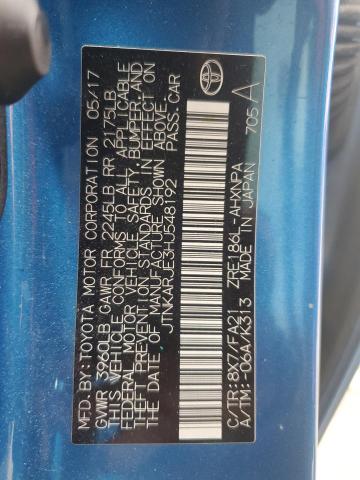 MFD. BY: TOYOTA MOTOR CORPORATION 05/17
GVWR 3960LB GAWR FR 2245LB RR 2175LB
THIS VEHICLE CONFORMS TO ALL APPLICABLE
FEDERAL MOTOR VEHICLE SAFETY, BUMPER, AND
THEFT PREVENTION STANDARDS IN EFFECT ON
THE DATE OF MANUFACTURE SHOWN ABOVE.
JTNKARJE3HJ548192 PASS. CAR
C/TR: 8X7/FA21 ZRE186L-AHXNPA
A/TM: -06A/K313 MADE IN JAPAN 705 A